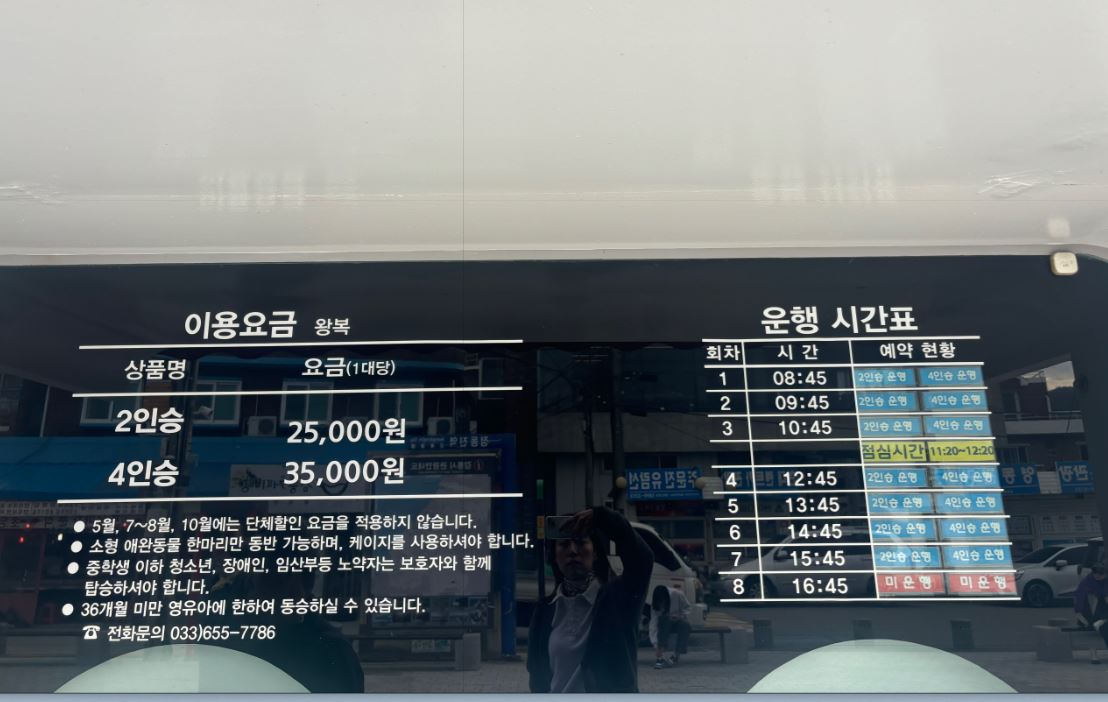 이용요금 왕복
상품명 요금(1대당)
2인승 25,000원
4인승 35,000원
● 5월, 7~8월, 10월에는 단체할인 요금을 적용하지 않습니다.
● 소형 애완동물 한마리만 동반 가능하며, 케이지를 사용하셔야 합니다.
● 중학생 이하 청소년, 장애인, 임산부등 노약자는 보호자와 함께
탑승하셔야 합니다.
● 36개월 미만 영유아에 한하여 동승하실 수 있습니다.
☎ 전화문의 033)655-7786
운행 시간표
회차 시 간 예약 현황
1 08:45 2인승 운행 4인승 운행
2 09:45 2인승 운행 4인승 운행
3 10:45 2인승 운행 4인승 운행
점심시간 11:20~12:20
4 12:45 2인승 운행 4인승 운행
5 13:45 2인승 운행 4인승 운행
6 14:45 2인승 운행 4인승 운행
7 15:45 2인승 운행 4인승 운행
8 16:45 미 운 행 미 운 행